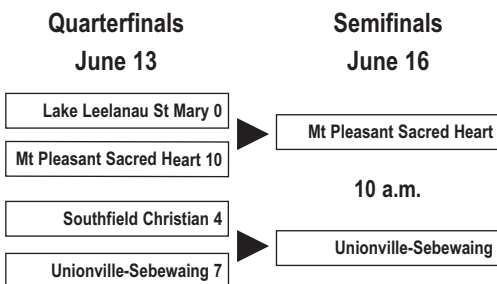 Quarterfinals
June 13
Semifinals
June 16
Lake Leelanau St Mary 0
Mt Pleasant Sacred Heart 10
Mt Pleasant Sacred Heart
10 a.m.
Southfield Christian 4
Unionville-Sebewaing 7
Unionville-Sebewaing